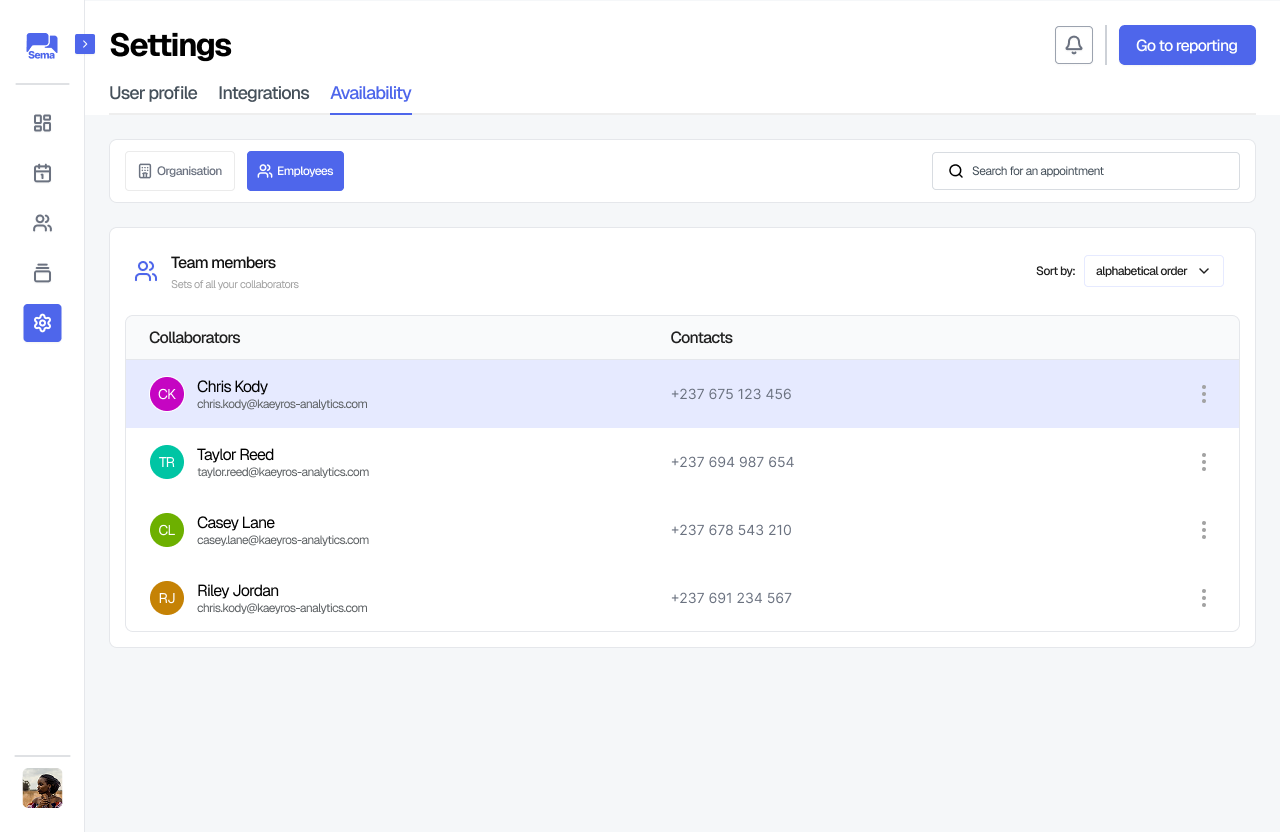 Sema
Settings
Go to reporting
User profile
Integrations
Availability
Organisation
Employees
Search for an appointment
Team members
Sets of all your collaborators
Sort by:
alphabetical order
Collaborators
Contacts
CK
Chris Kody
chris.kody@kaeyros-analytics.com
+237 675 123 456
TR
Taylor Reed
taylor.reed@kaeyros-analytics.com
+237 694 987 654
CL
Casey Lane
casey.lane@kaeyros-analytics.com
+237 678 543 210
RJ
Riley Jordan
chris.kody@kaeyros-analytics.com
+237 691 234 567